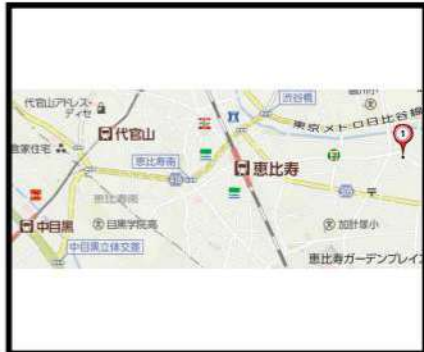 渋谷橋
代官山アドレス・
ディセ
東京メトロ日比谷線
1
代官山
恵比寿南
恵比寿
恵比寿南
中目黒
目黒学院高
加計塚小
中目黒立体交差
恵比寿ガーデンプレイス